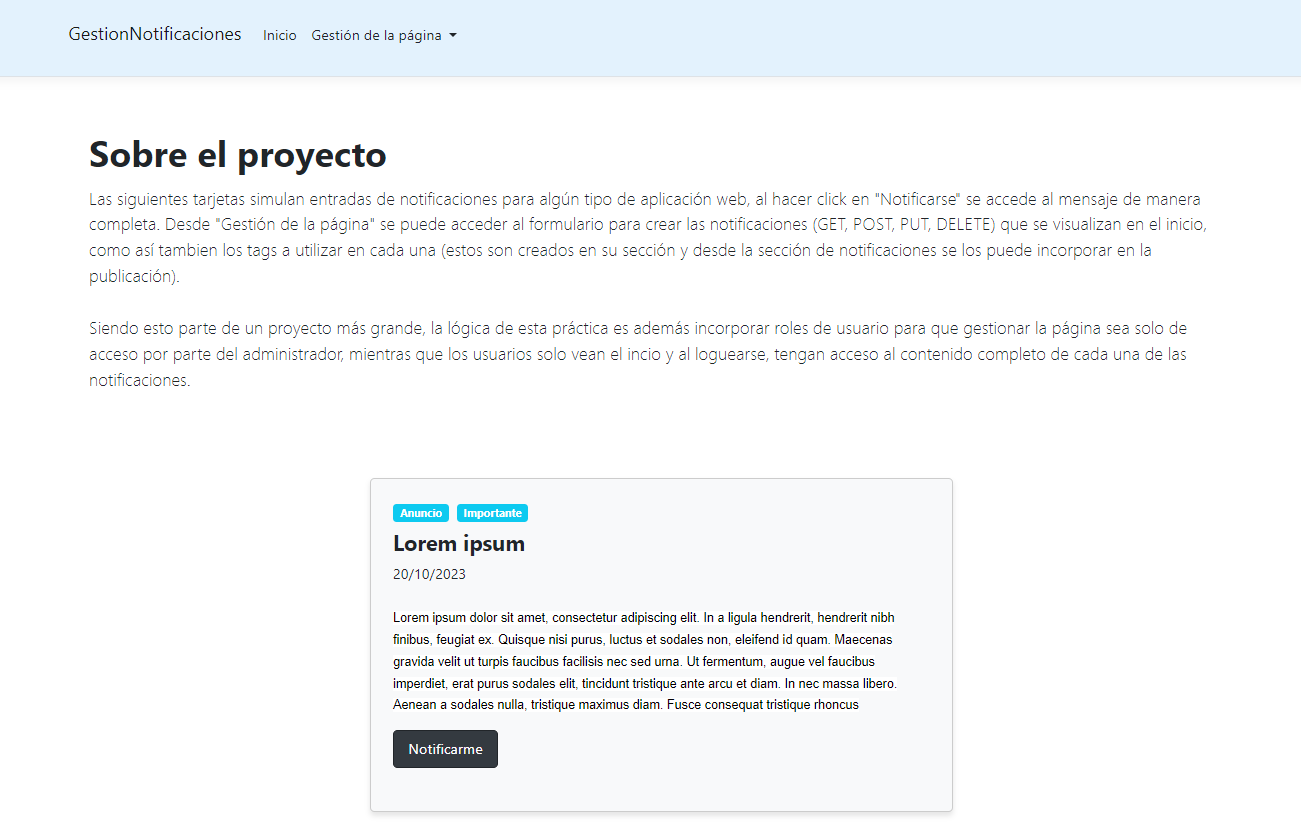 GestionNotificaciones Inicio Gestión de la página
Sobre el proyecto
Las siguientes tarjetas simulan entradas de notificaciones para algún tipo de aplicación web, al hacer click en "Notificarse" se accede al mensaje de manera
completa. Desde "Gestión de la página" se puede acceder al formulario para crear las notificaciones (GET, POST, PUT, DELETE) que se visualizan en el inicio,
como así tambien los tags a utilizar en cada una (estos son creados en su sección y desde la sección de notificaciones se los puede incorporar en la
publicación).
Siendo esto parte de un proyecto más grande, la lógica de esta práctica es además incorporar roles de usuario para que gestionar la página sea solo de
acceso por parte del administrador, mientras que los usuarios solo vean el incio y al loguearse, tengan acceso al contenido completo de cada una de las
notificaciones.
Anuncio Importante
Lorem ipsum
20/10/2023
Lorem ipsum dolor sit amet, consectetur adipiscing elit. In a ligula hendrerit, hendrerit nibh
finibus, feugiat ex. Quisque nisi purus, luctus et sodales non, eleifend id quam. Maecenas
gravida velit ut turpis faucibus facilisis nec sed urna. Ut fermentum, augue vel faucibus
imperdiet, erat purus sodales elit, tincidunt tristique ante arcu et diam. In nec massa libero.
Aenean a sodales nulla, tristique maximus diam. Fusce consequat tristique rhoncus
Notificarme